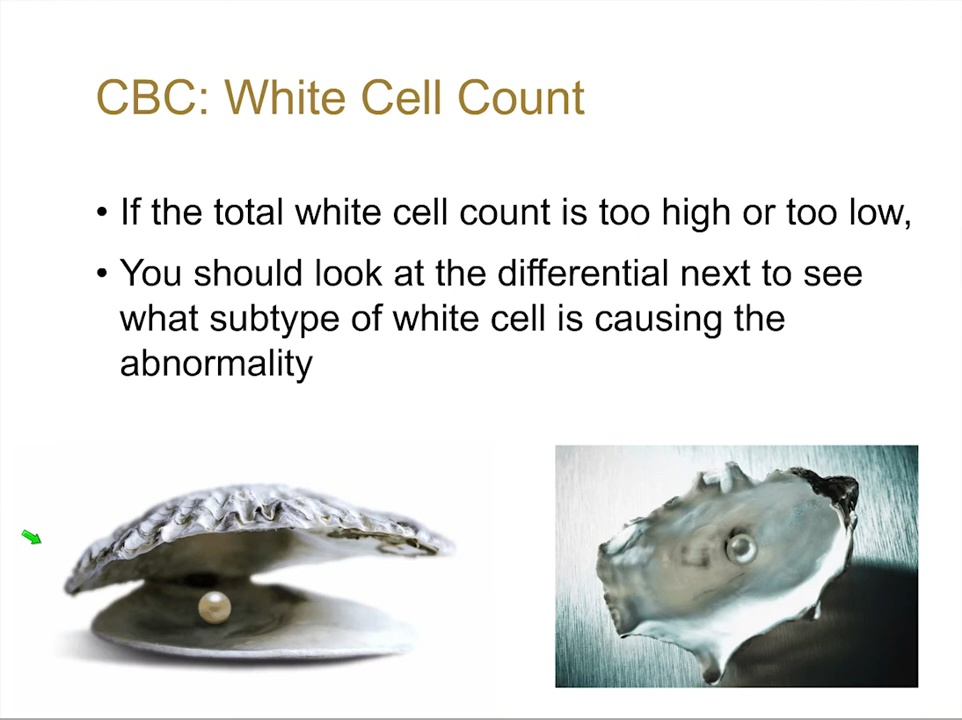 CBC: White Cell Count
• If the total white cell count is too high or too low,
• You should look at the differential next to see
what subtype of white cell is causing the
abnormality